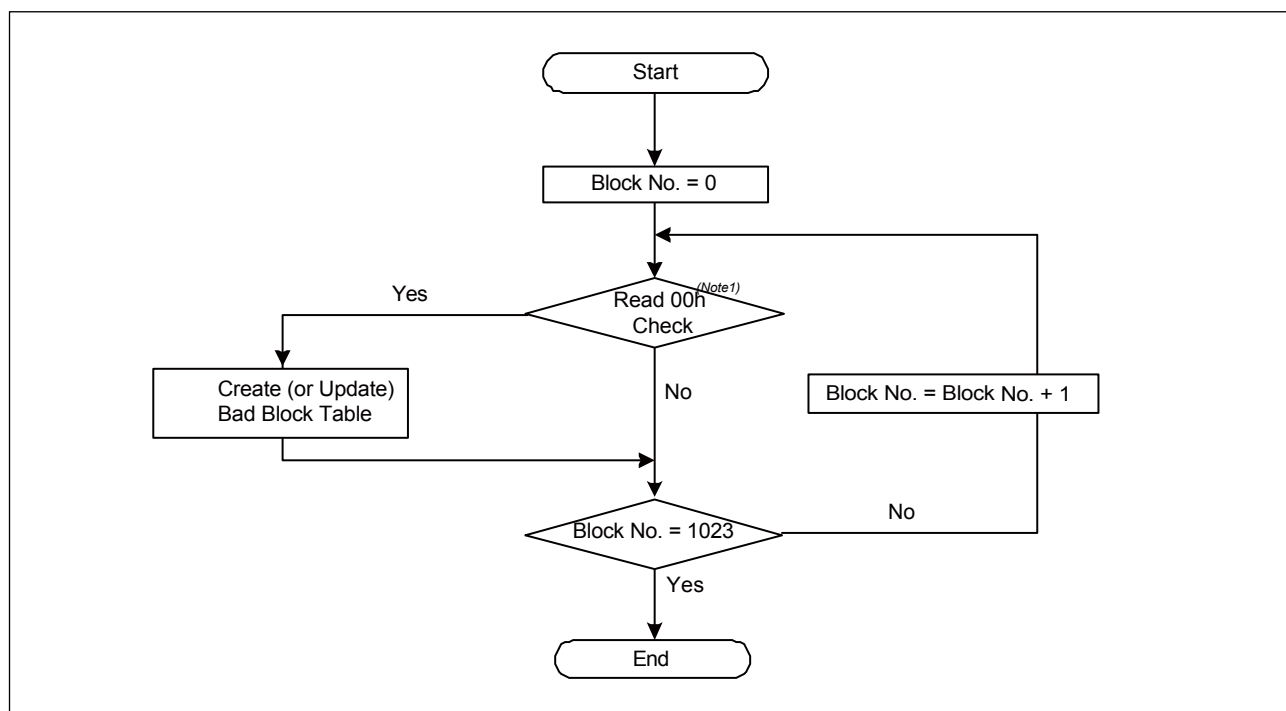 Start
Block No. = 0
(Note1)
Read 00h
Check
Yes
No
Create (or Update)
Bad Block Table
Block No. = Block No. + 1
Block No. = 1023
No
Yes
End